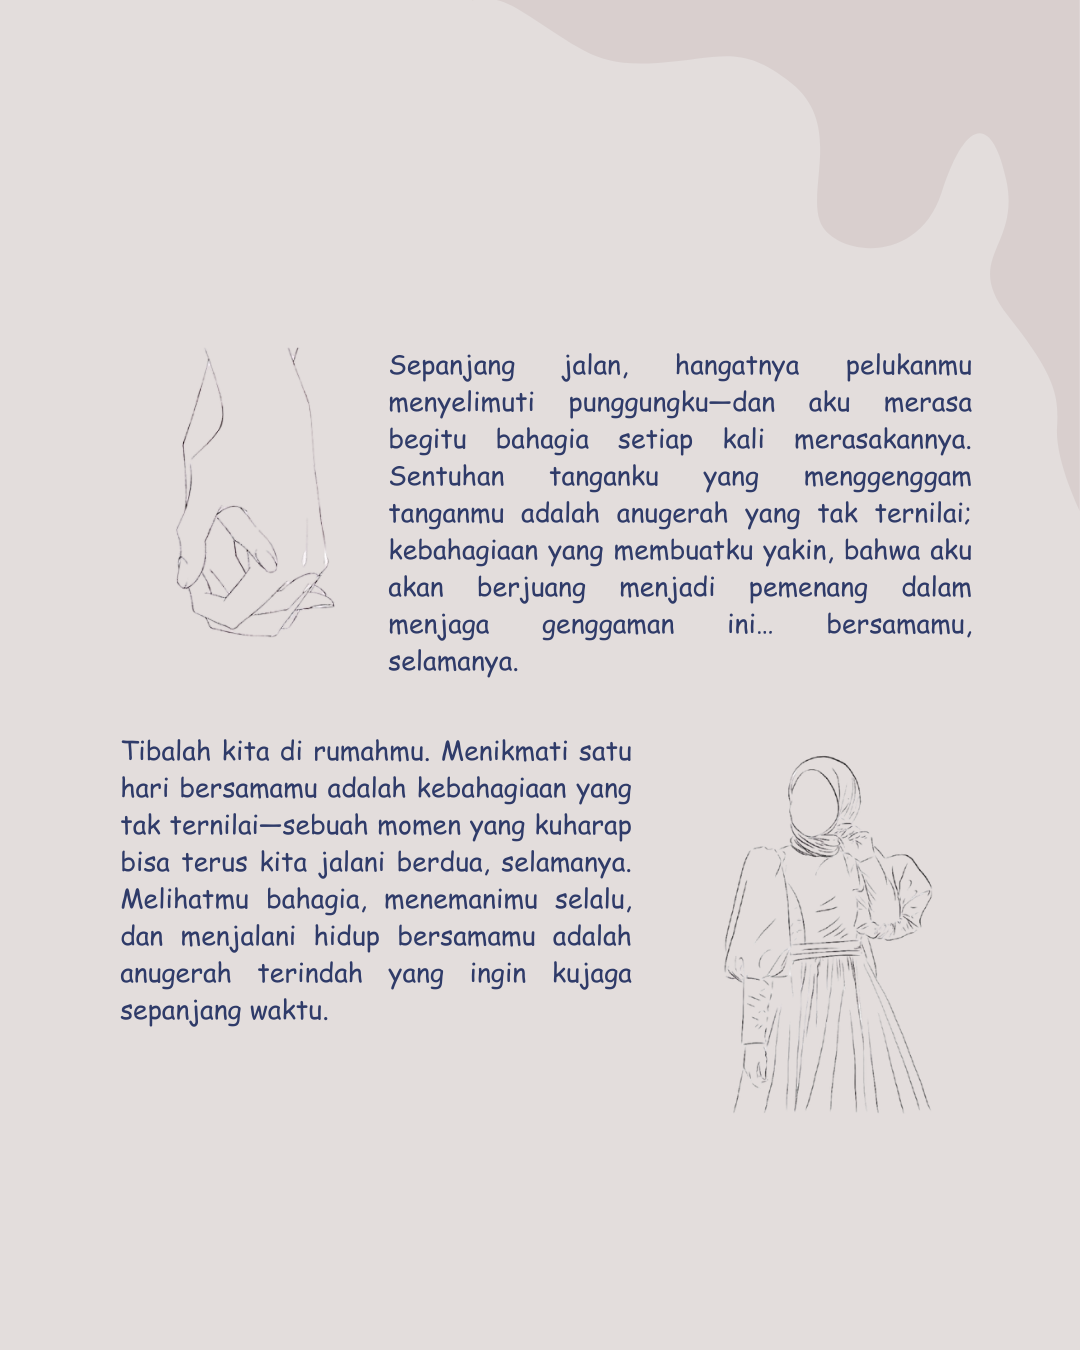 Sepanjang jalan, hangatnya pelukanmu
menyelimuti punggungku—dan aku merasa
begitu bahagia setiap kali merasakannya.
Sentuhan tanganku yang menggenggam
tanganmu adalah anugerah yang tak ternilai;
kebahagiaan yang membuatku yakin, bahwa aku
akan berjuang menjadi pemenang dalam
menjaga genggaman ini... bersamamu,
selamanya.
Tibalah kita di rumahmu. Menikmati satu
hari bersamamu adalah kebahagiaan yang
tak ternilai—sebuah momen yang kuharap
bisa terus kita jalani berdua, selamanya.
Melihatmu bahagia, menemanimu selalu,
dan menjalani hidup bersamamu adalah
anugerah terindah yang ingin kujaga
sepanjang waktu.